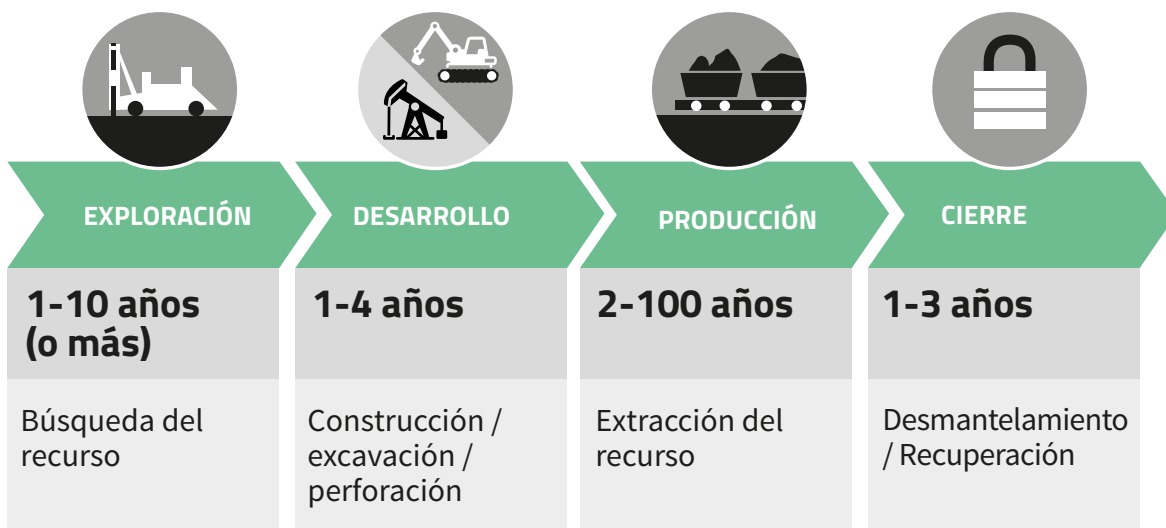 EXPLORACIÓN
DESARROLLO
PRODUCCIÓN
CIERRE
1-10 años
(o más)
1-4 años
2-100 años
1-3 años
Búsqueda del
recurso
Construcción /
excavación /
perforación
Extracción del
recurso
Desmantelamiento
/ Recuperación